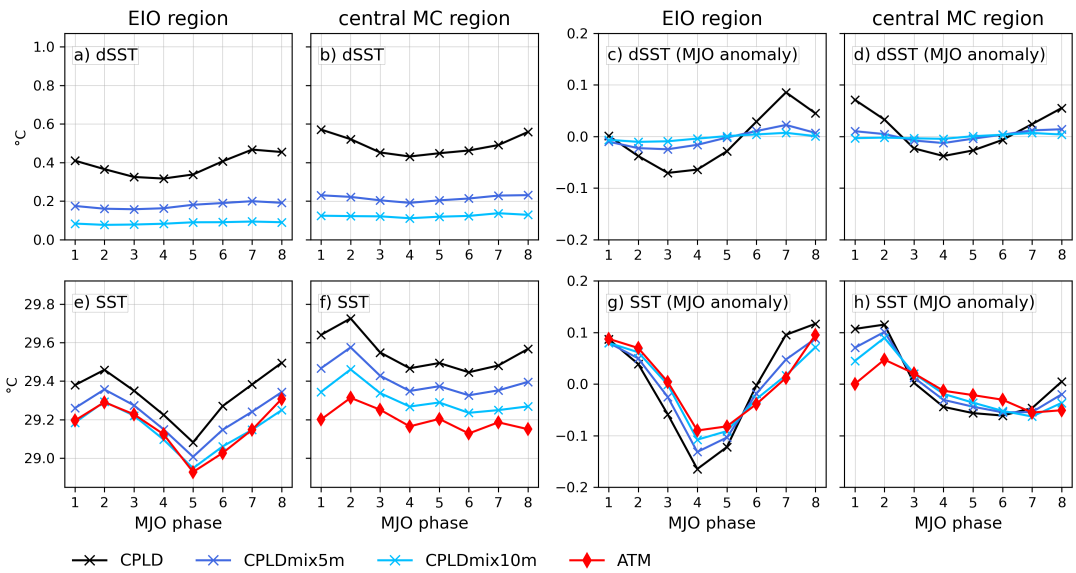 EIO region
central MC region
EIO region
central MC region
a) dSST
b) dSST
c) dSST (MJO anomaly)
d) dSST (MJO anomaly)
°C
1.0
0.8
0.6
0.4
0.2
0.0
0.2
0.1
0.0
−0.1
−0.2
1 2 3 4 5 6 7 8
1 2 3 4 5 6 7 8
1 2 3 4 5 6 7 8
1 2 3 4 5 6 7 8
e) SST
f) SST
g) SST (MJO anomaly)
h) SST (MJO anomaly)
°C
29.8
29.6
29.4
29.2
29.0
0.2
0.1
0.0
−0.1
−0.2
1 2 3 4 5 6 7 8
1 2 3 4 5 6 7 8
1 2 3 4 5 6 7 8
1 2 3 4 5 6 7 8
MJO phase
MJO phase
MJO phase
MJO phase
CPLD CPLDmix5m CPLDmix10m ATM